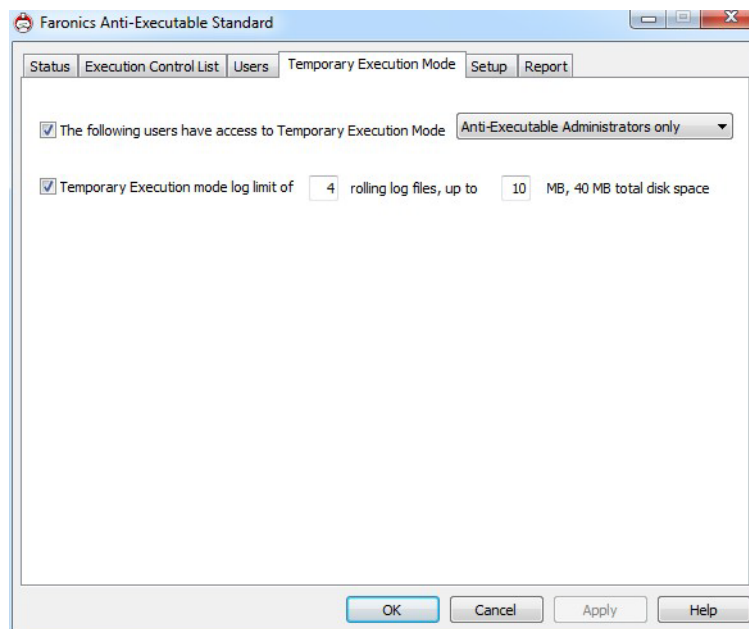 Faronics Anti-Executable Standard
Status Execution Control List Users Temporary Execution Mode Setup Report
The following users have access to Temporary Execution Mode Anti-Executable Administrators only
Temporary Execution mode log limit of 4 rolling log files, up to 10 MB, 40 MB total disk space
OK Cancel Apply Help